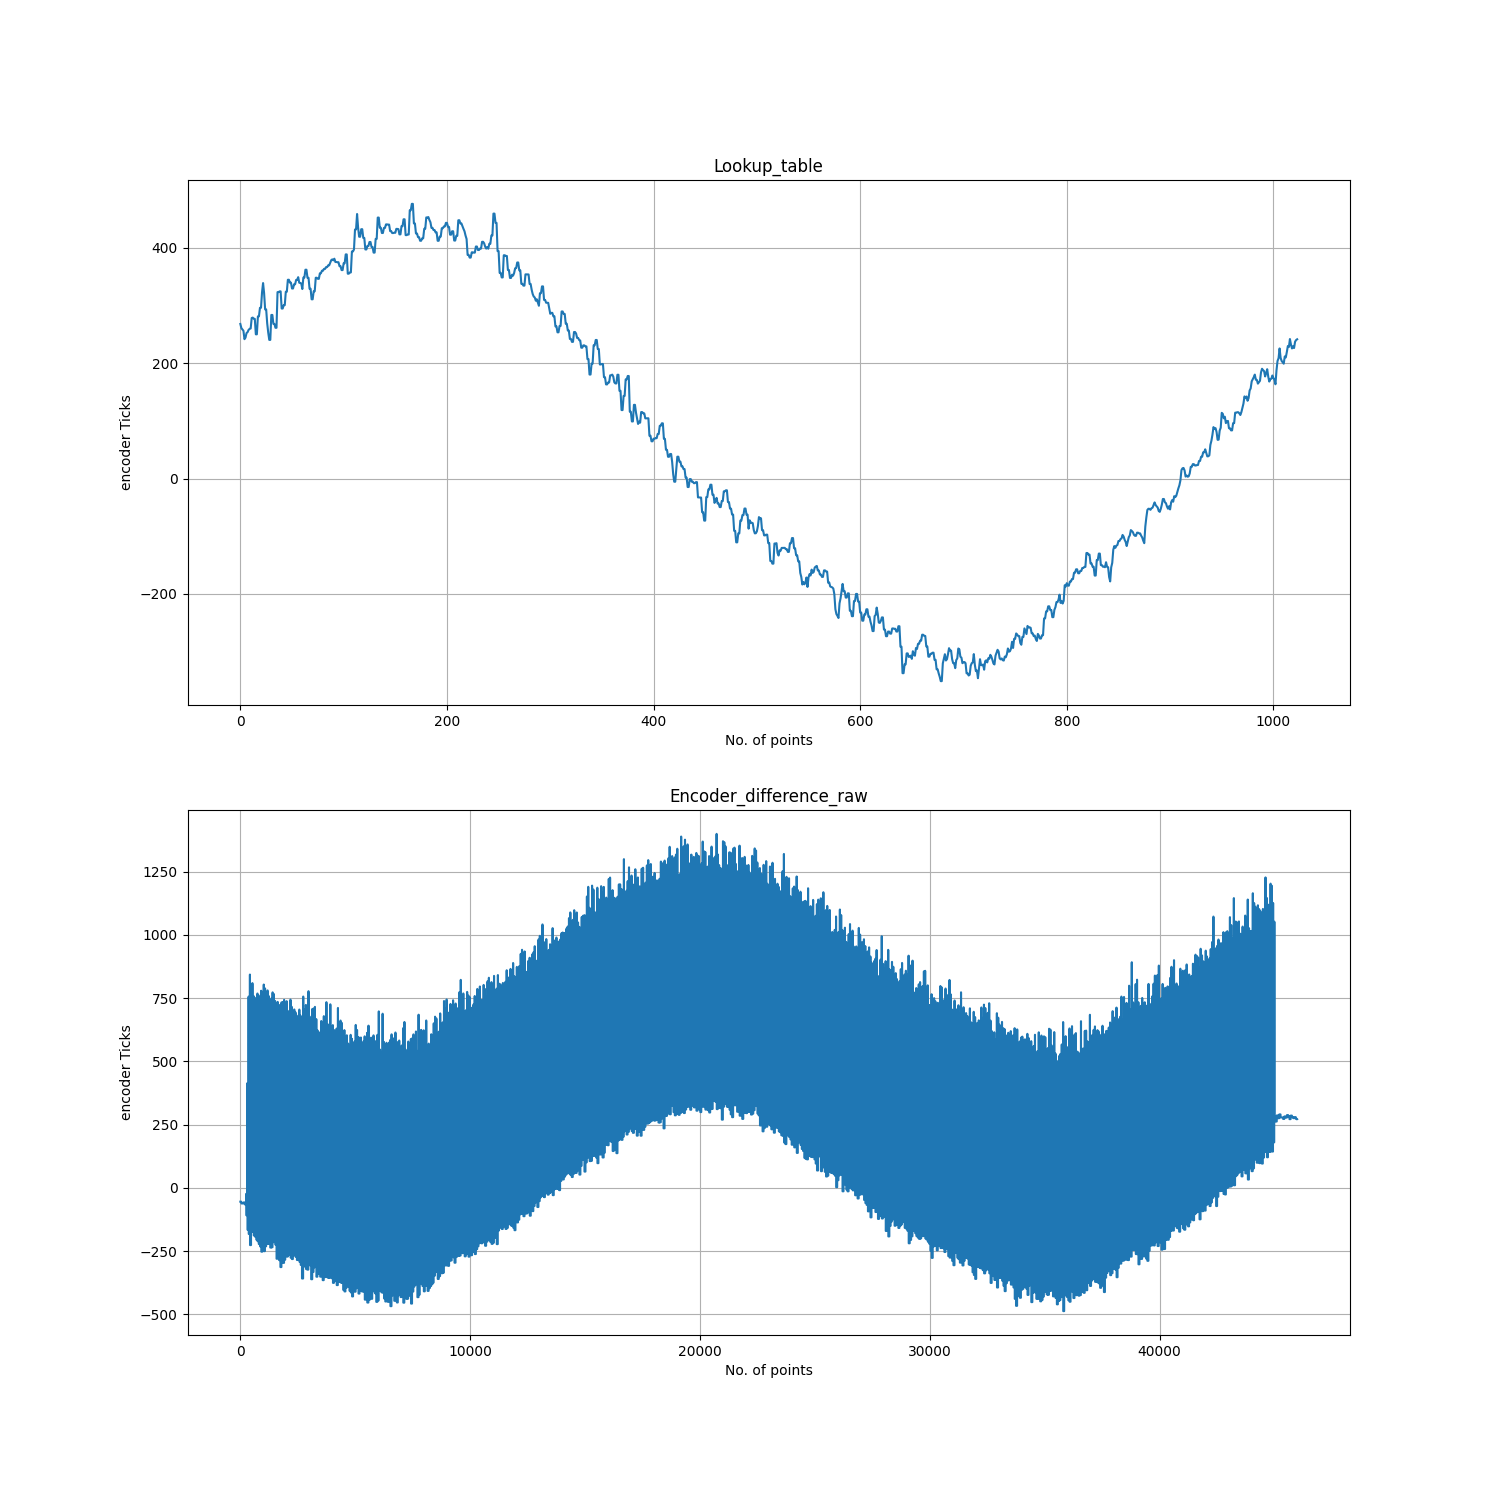 Lookup_table
400
200
0
−200
encoder Ticks
0 200 400 600 800 1000
No. of points
Encoder_difference_raw
1250
1000
750
500
250
0
−250
−500
encoder Ticks
0 10000 20000 30000 40000
No. of points